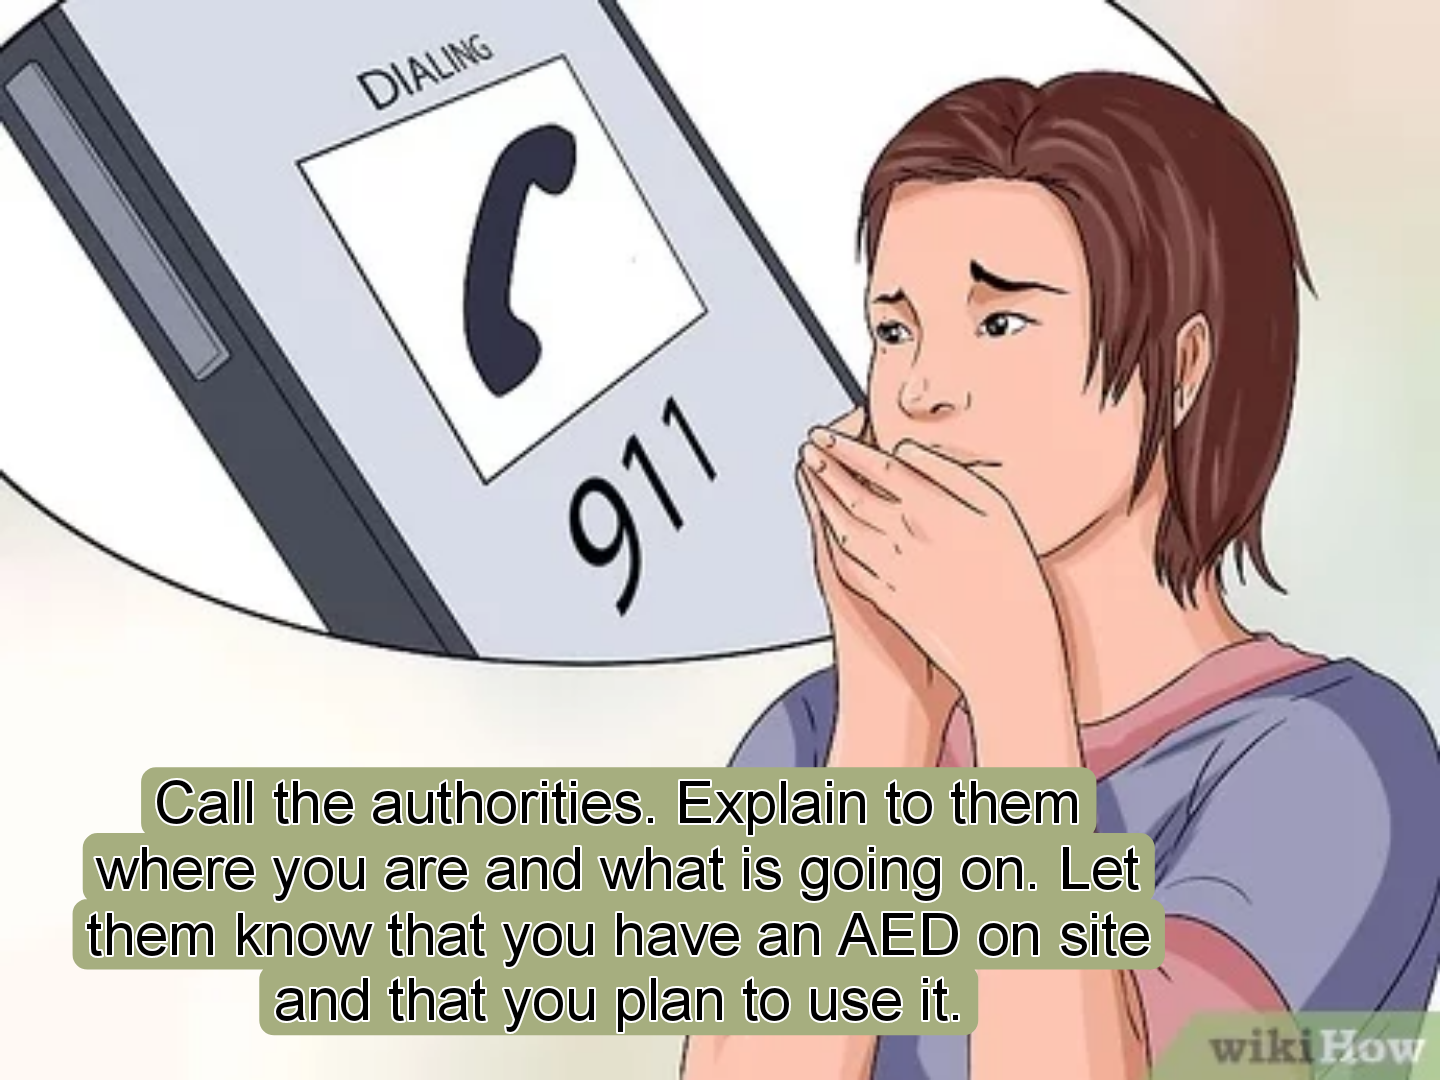 DIALING
911
Call the authorities. Explain to them
where you are and what is going on. Let
them know that you have an AED on site
and that you plan to use it.
wikiHow